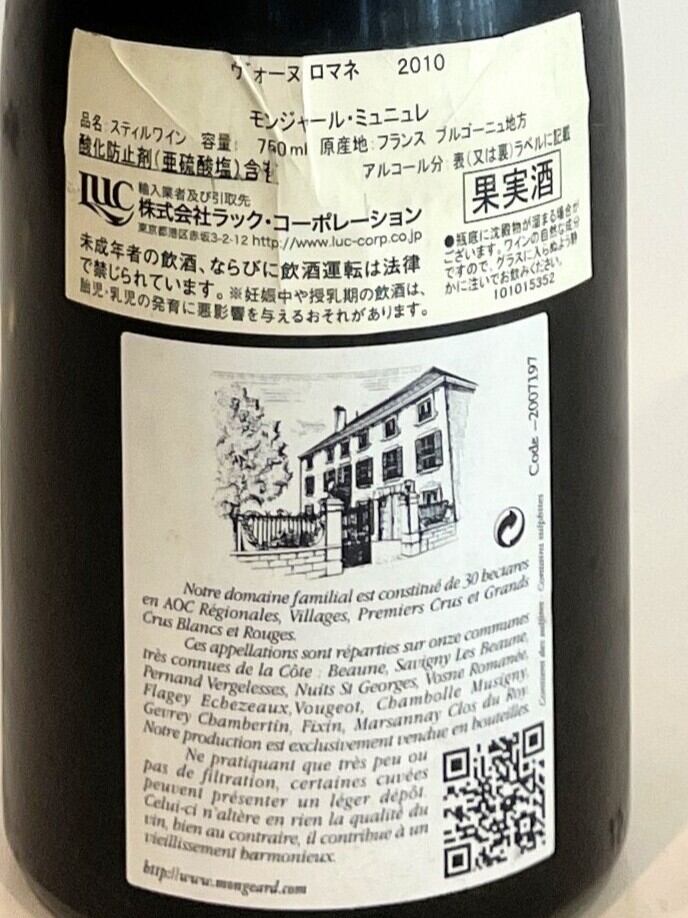 ヴォーヌ ロマネ 2010
モンジャール・ミュニュレ
品名:スティルワイン 容量: 750ml 原産地:フランス ブルゴーニュ地方
酸化防止剤(亜硫酸塩)含有
アルコール分:表(又は裏)ラベルに記載
LUC
輸入業者及び引取先
株式会社ラック・コーポレーション
東京都港区赤坂3-2-12 http://www.luc-corp.co.jp
果実酒
未成年者の飲酒、ならびに飲酒運転は法律
で禁じられています。※妊娠中や授乳期の飲酒は、
胎児・乳児の発育に悪影響を与えるおそれがあります。
●瓶底に沈殿物が溜まる場合が
ございます。ワインの自然な成分
ですので、グラスに入らぬよう静
かに注いでお飲みください。
101015352
Code -2007197
Contient des sulfites / Contains sulphites
Notre domaine familial est constitué de 30 hectares
en AOC Régionales, Villages, Premiers Crus et Grands
Crus Blancs et Rouges.
Ces appellations sont réparties sur onze communes
très connues de la Côte : Beaune, Savigny Les Beaune,
Pernand Vergelesses, Nuits St Georges, Vosne Romanée,
Flagey Echezeaux, Vougeot, Chambolle Musigny,
Gevrey Chambertin, Fixin, Marsannay Clos du Roy.
Notre production est exclusivement vendue en bouteilles.
Ne pratiquant que très peu ou
pas de filtration, certaines cuvées
peuvent présenter un léger dépôt.
Celui-ci n'altère en rien la qualité du
vin, bien au contraire, il contribue à un
vieillissement harmonieux.
http://www.mongeard.com